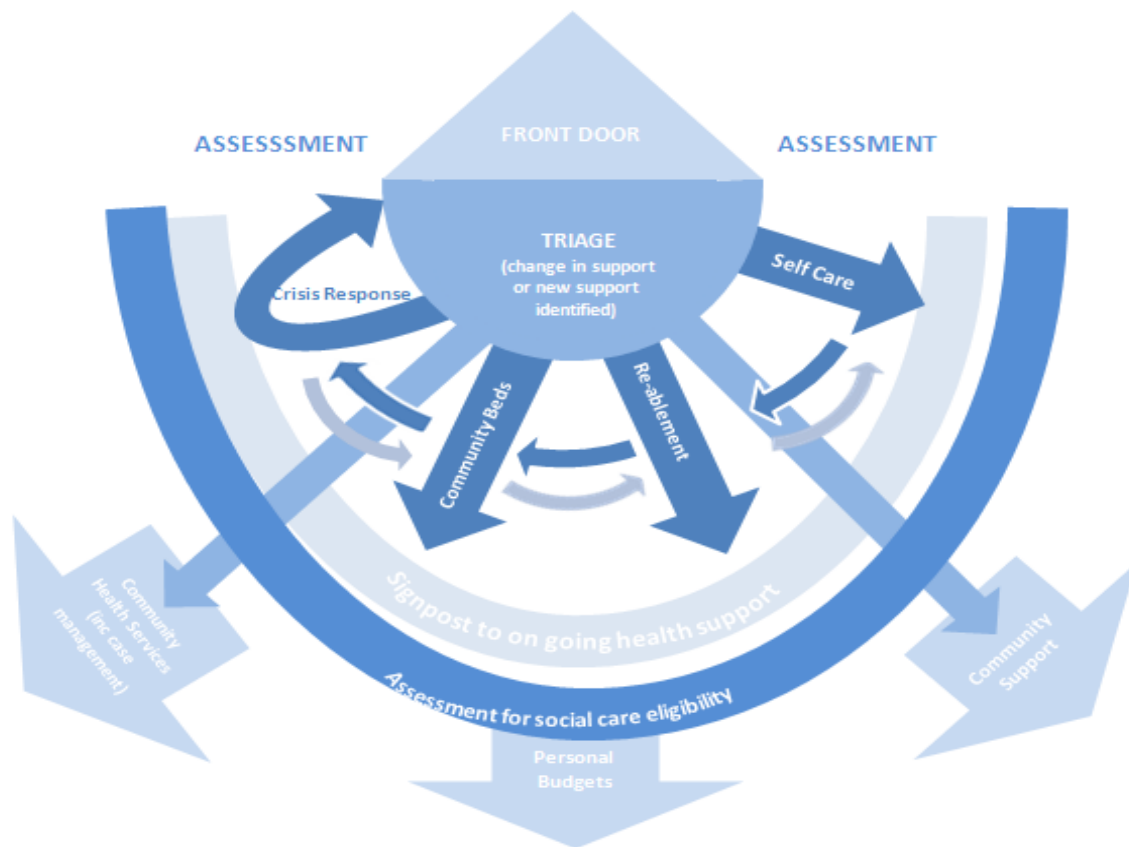 FRONT DOOR
ASSESSSMENT
ASSESSMENT
TRIAGE
(change in support
or new support
identified)
Self Care
Crisis Response
Community Beds
Re-ablement
Signpost to on going health support
Assessment for social care eligibility
Community
Health Services
(inc case
management)
Community
Support
Personal
Budgets